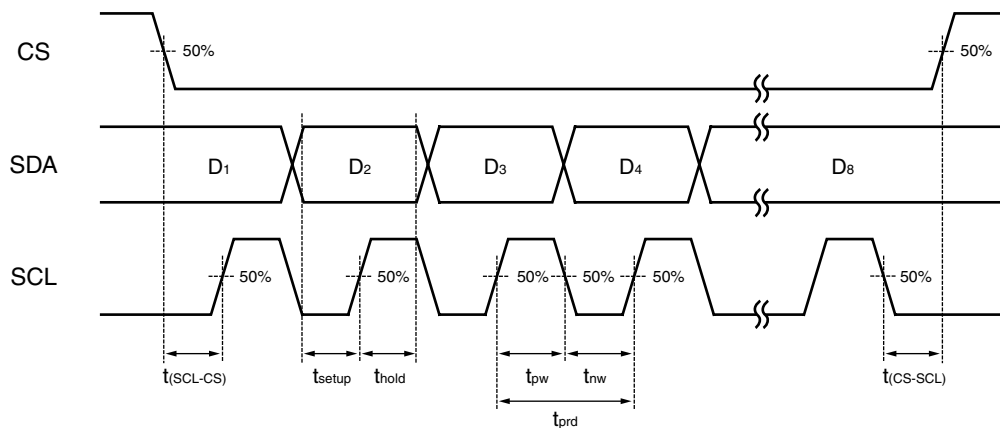 CS
50%
50%
SDA
D1
D2
D3
D4
D8
SCL
50%
50%
50%
50%
50%
50%
t(SCL-CS)
tsetup
thold
tpw
tnw
t(CS-SCL)
tprd